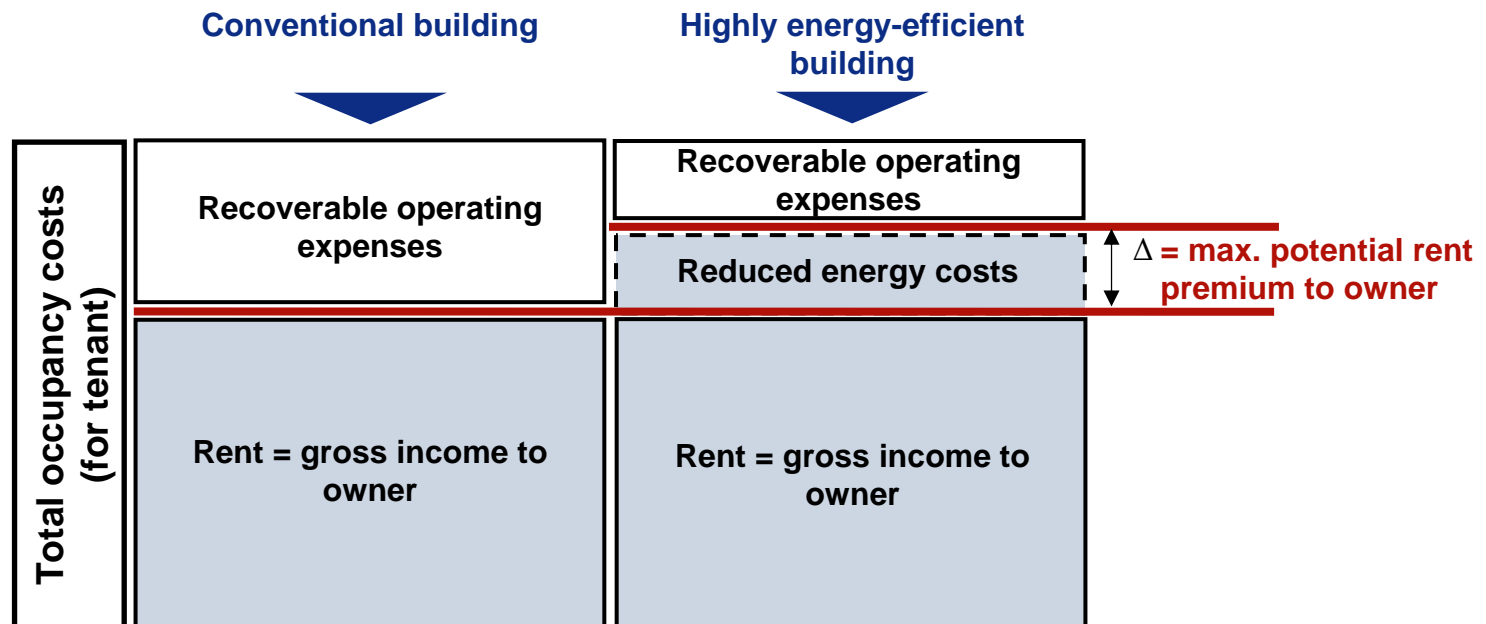 Conventional building
Highly energy-efficient
building
Total occupancy costs
(for tenant)
Recoverable operating
expenses
Recoverable operating
expenses
Reduced energy costs
Δ = max. potential rent
premium to owner
Rent = gross income to
owner
Rent = gross income to
owner